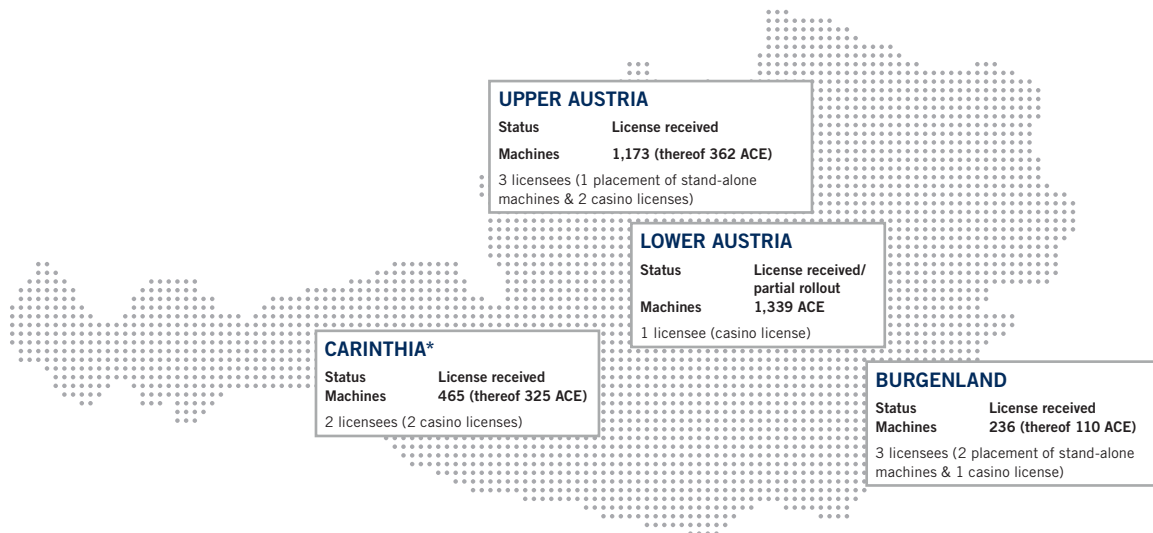 UPPER AUSTRIA
Status License received
Machines 1,173 (thereof 362 ACE)
3 licensees (1 placement of stand-alone
machines & 2 casino licenses)
LOWER AUSTRIA
Status License received/
partial rollout
Machines 1,339 ACE
1 licensee (casino license)
CARINTHIA*
Status License received
Machines 465 (thereof 325 ACE)
2 licensees (2 casino licenses)
BURGENLAND
Status License received
Machines 236 (thereof 110 ACE)
3 licensees (2 placement of stand-alone
machines & 1 casino license)